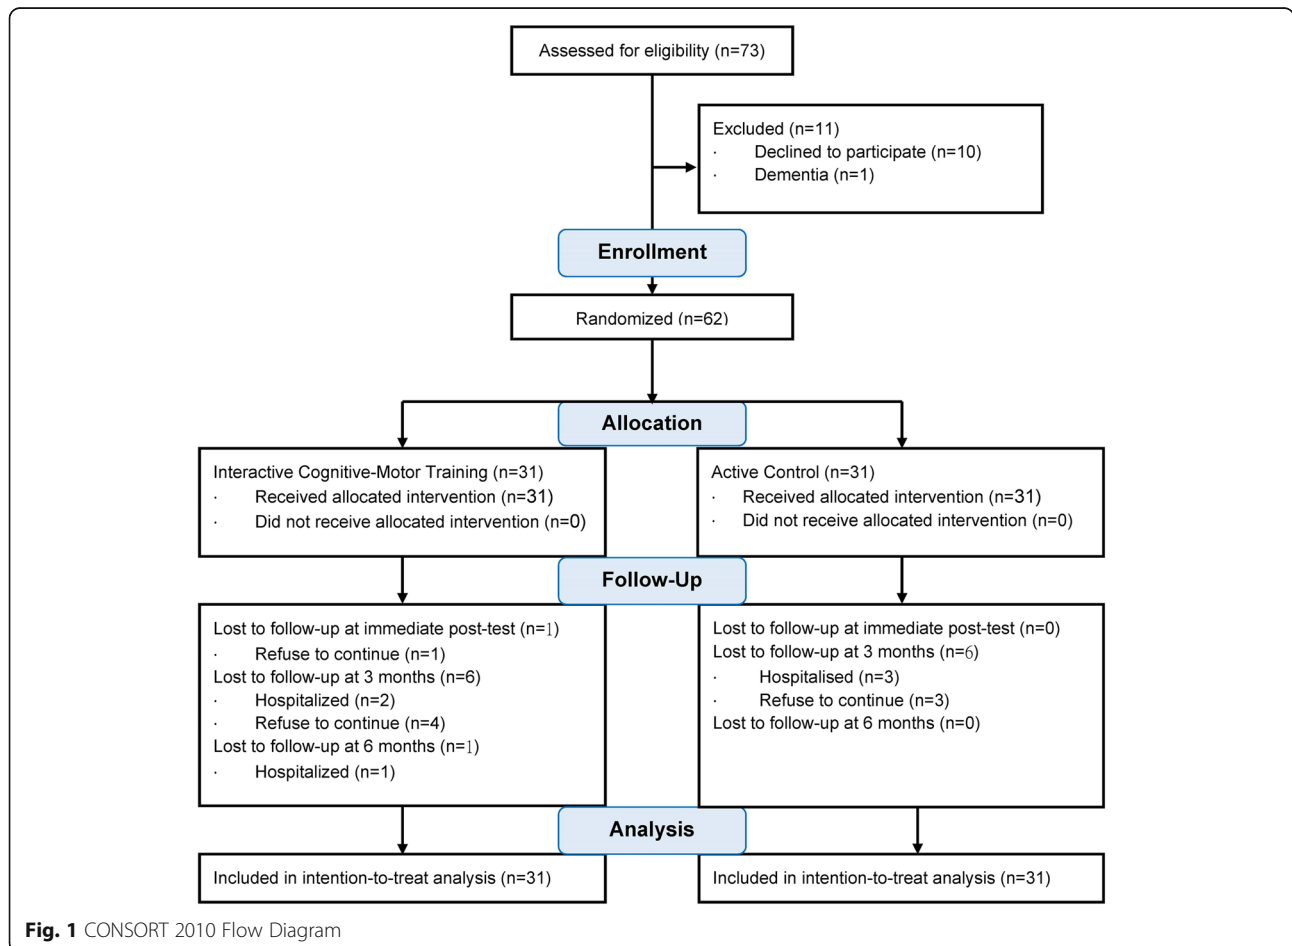 Assessed for eligibility (n=73)
Excluded (n=11)
· Declined to participate (n=10)
· Dementia (n=1)
Enrollment
Randomized (n=62)
Allocation
Interactive Cognitive-Motor Training (n=31)
· Received allocated intervention (n=31)
· Did not receive allocated intervention (n=0)
Active Control (n=31)
· Received allocated intervention (n=31)
· Did not receive allocated intervention (n=0)
Follow-Up
Lost to follow-up at immediate post-test (n=1)
· Refuse to continue (n=1)
Lost to follow-up at 3 months (n=6)
· Hospitalized (n=2)
· Refuse to continue (n=4)
Lost to follow-up at 6 months (n=1)
· Hospitalized (n=1)
Lost to follow-up at immediate post-test (n=0)
Lost to follow-up at 3 months (n=6)
· Hospitalised (n=3)
· Refuse to continue (n=3)
Lost to follow-up at 6 months (n=0)
Analysis
Included in intention-to-treat analysis (n=31)
Included in intention-to-treat analysis (n=31)
Fig. 1 CONSORT 2010 Flow Diagram